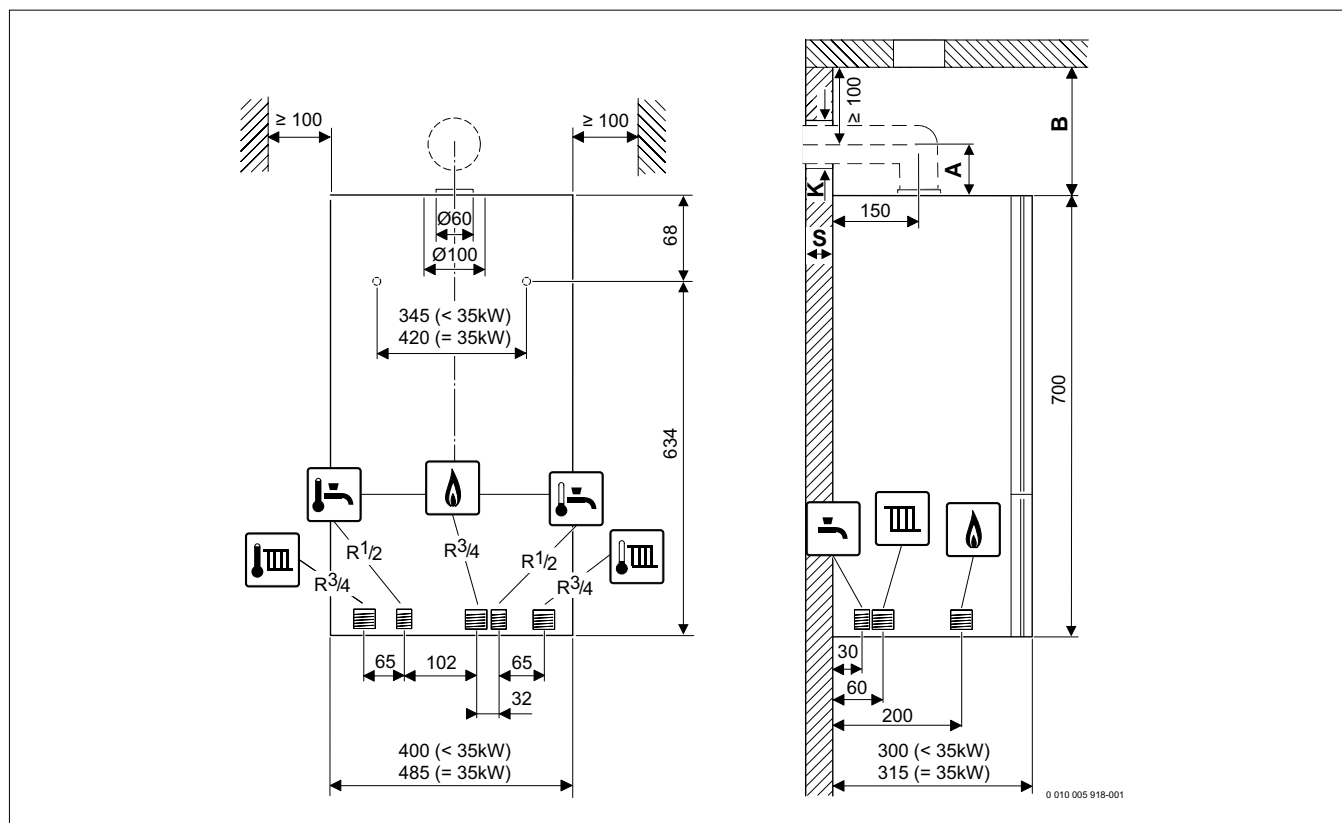 ≥ 100
≥ 100
Ø60
Ø100
68
345 (< 35kW)
420 (= 35kW)
634
R1/2
R3/4
R1/2
R3/4
R3/4
65
102
65
32
400 (< 35kW)
485 (= 35kW)
≥ 100
B
A
K
150
S
700
30
60
200
300 (< 35kW)
315 (= 35kW)
0 010 005 918-001